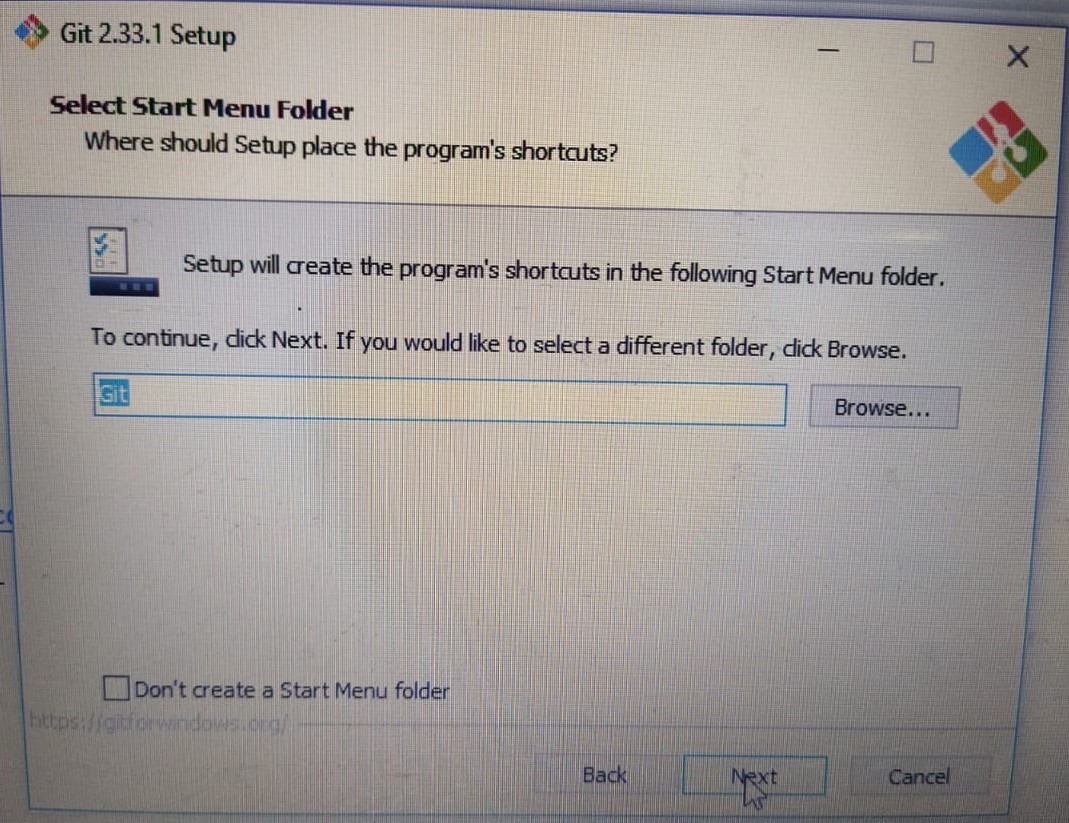 Git 2.33.1 Setup
Select Start Menu Folder
Where should Setup place the program's shortcuts?
Setup will create the program's shortcuts in the following Start Menu folder.
To continue, click Next. If you would like to select a different folder, click Browse.
Git
Browse...
Don't create a Start Menu folder
https://gitforwindows.org/
Back
Next
Cancel